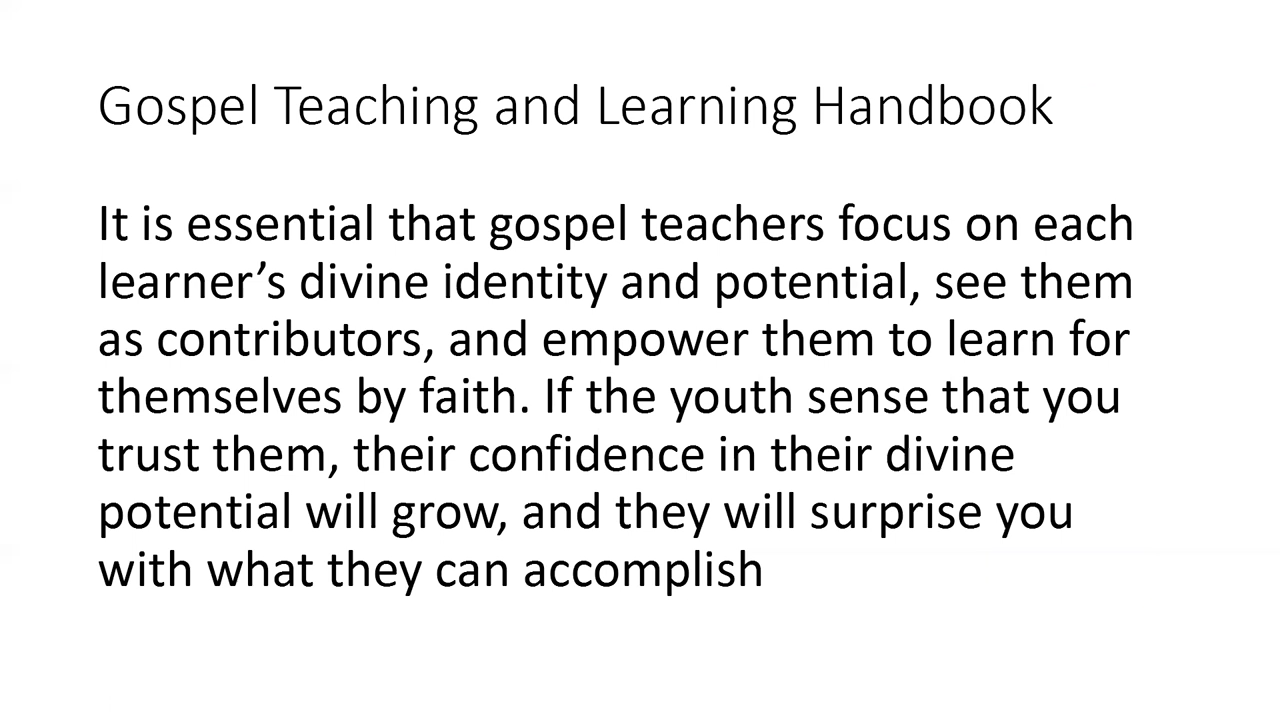 Gospel Teaching and Learning Handbook
It is essential that gospel teachers focus on each
learner’s divine identity and potential, see them
as contributors, and empower them to learn for
themselves by faith. If the youth sense that you
trust them, their confidence in their divine
potential will grow, and they will surprise you
with what they can accomplish